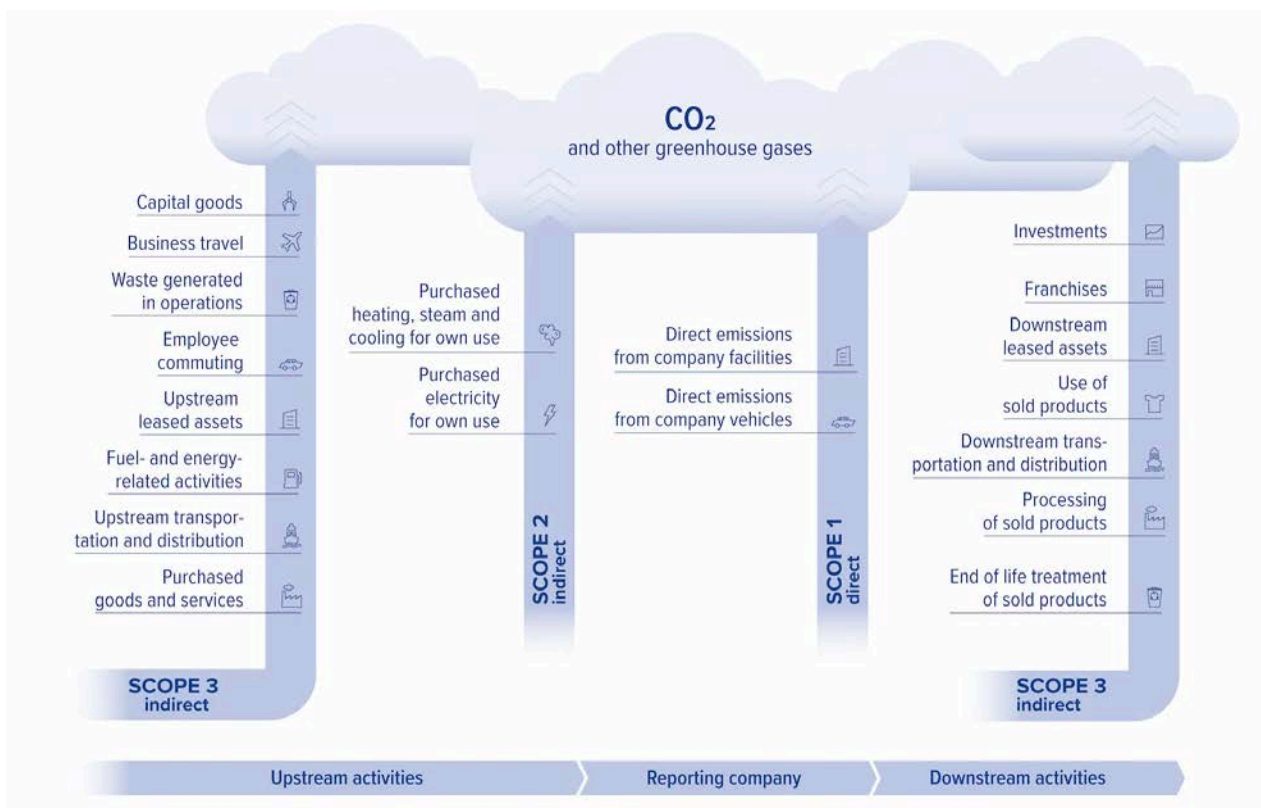 CO₂
and other greenhouse gases
Capital goods
Business travel
Waste generated
in operations
Employee
commuting
Upstream
leased assets
Fuel- and energy-
related activities
Upstream transpor-
tation and distribution
Purchased
goods and services
SCOPE 3
indirect
Purchased
heating, steam and
cooling for own use
Purchased
electricity
for own use
SCOPE 2
indirect
Direct emissions
from company facilities
Direct emissions
from company vehicles
SCOPE 1
direct
Investments
Franchises
Downstream
leased assets
Use of
sold products
Downstream trans-
portation and distribution
Processing
of sold products
End of life treatment
of sold products
SCOPE 3
indirect
Upstream activities
Reporting company
Downstream activities